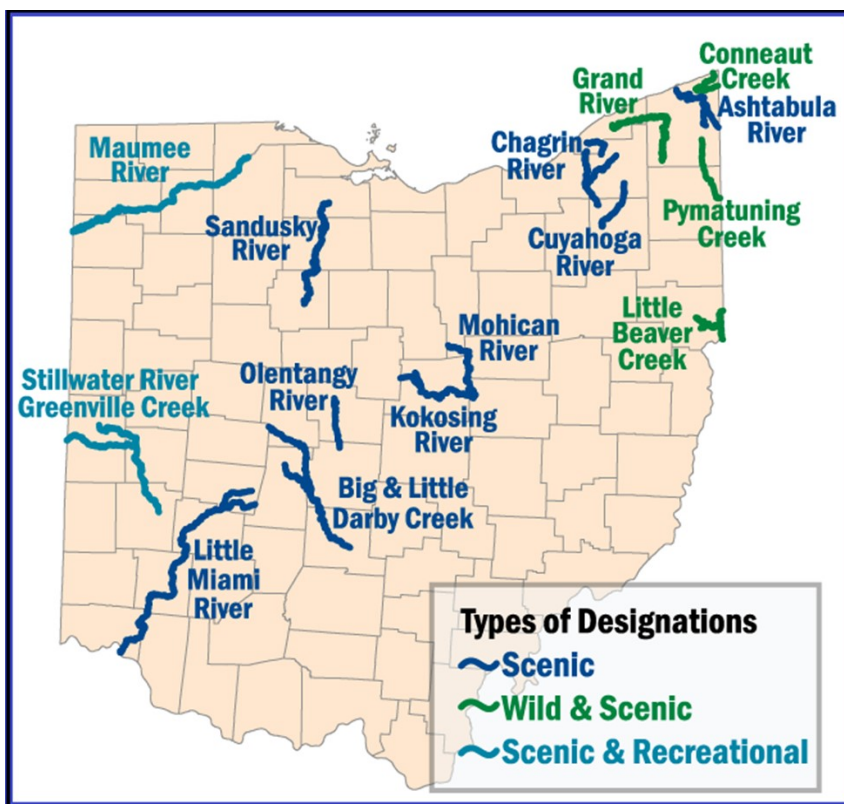 Conneaut
Creek
Grand
River
Ashtabula
River
Chagrin
River
Maumee
River
Pymatuning
Creek
Sandusky
River
Cuyahoga
River
Little
Beaver
Creek
Mohican
River
Stillwater River
Greenville Creek
Olentangy
River
Kokosing
River
Big & Little
Darby Creek
Little
Miami
River
Types of Designations
Scenic
Wild & Scenic
Scenic & Recreational